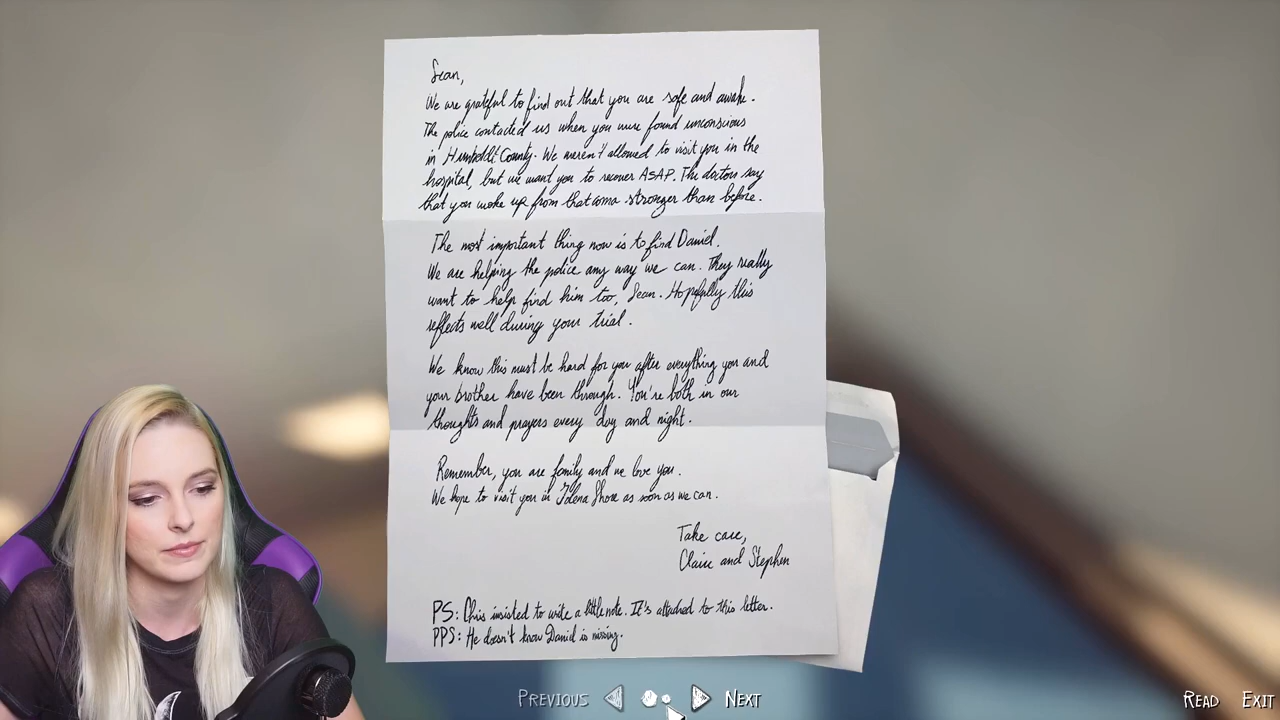 Sean,
We are grateful to find out that you are safe and awake.
The police contacted us when you were found unconscious
in Humboldt County. We weren't allowed to visit you in the
hospital, but we want you to recover ASAP. The doctors say
that you woke up from that coma stronger than before.
The most important thing now is to find Daniel.
We are helping the police any way we can. They really
want to help find him too, Sean. Hopefully this
reflects well during your trial.
We know this must be hard for you after everything you and
your brother have been through. You're both in our
thoughts and prayers every day and night.
Remember, you are family and we love you.
We hope to visit you in Shore as soon as we can.
Take care,
Claire and Stephen
PS: Chris insisted to write a little note. It's attached to this letter.
PPS: He doesn't know Daniel is missing.
PREVIOUS NEXT READ EXIT